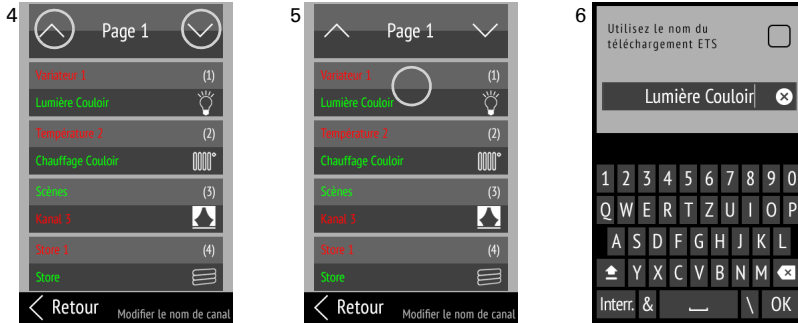 4
Page 1
Variateur 1 (1)
Lumière Couloir
Température 2 (2)
Chauffage Couloir
Scènes (3)
Kanal 3
Store 1 (4)
Store
Retour Modifier le nom de canal
5
Page 1
Variateur 1 (1)
Lumière Couloir
Température 2 (2)
Chauffage Couloir
Scènes (3)
Kanal 3
Store 1 (4)
Store
Retour Modifier le nom de canal
6
Utilisez le nom du
téléchargement ETS
Lumière Couloir
1 2 3 4 5 6 7 8 9 0
Q W E R T Z U I O P
A S D F G H J K L
Y X C V B N M
Interr. & \ OK